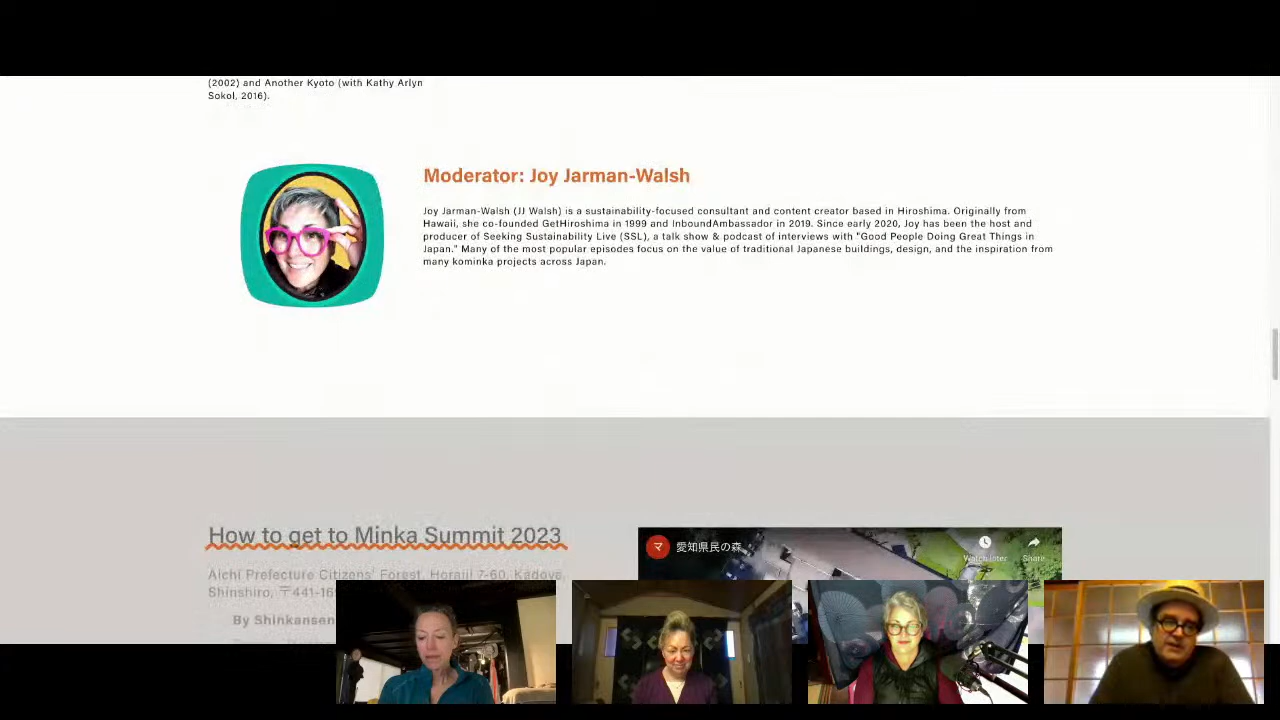 (2002) and Another Kyoto (with Kathy Arlyn
Sokol, 2016).
Moderator: Joy Jarman-Walsh
Joy Jarman-Walsh (JJ Walsh) is a sustainability-focused consultant and content creator based in Hiroshima. Originally from
Hawaii, she co-founded GetHiroshima in 1999 and InboundAmbassador in 2019. Since early 2020, Joy has been the host and
producer of Seeking Sustainability Live (SSL), a talk show & podcast of interviews with "Good People Doing Great Things in
Japan." Many of the most popular episodes focus on the value of traditional Japanese buildings, design, and the inspiration from
many kominka projects across Japan.
How to get to Minka Summit 2023
Aichi Prefecture Citizens' Forest, Horaiji 7-60, Kadoya,
Shinshiro, 〒441-16
By Shinkansen
マ 愛知県民の森
Watch later
Share